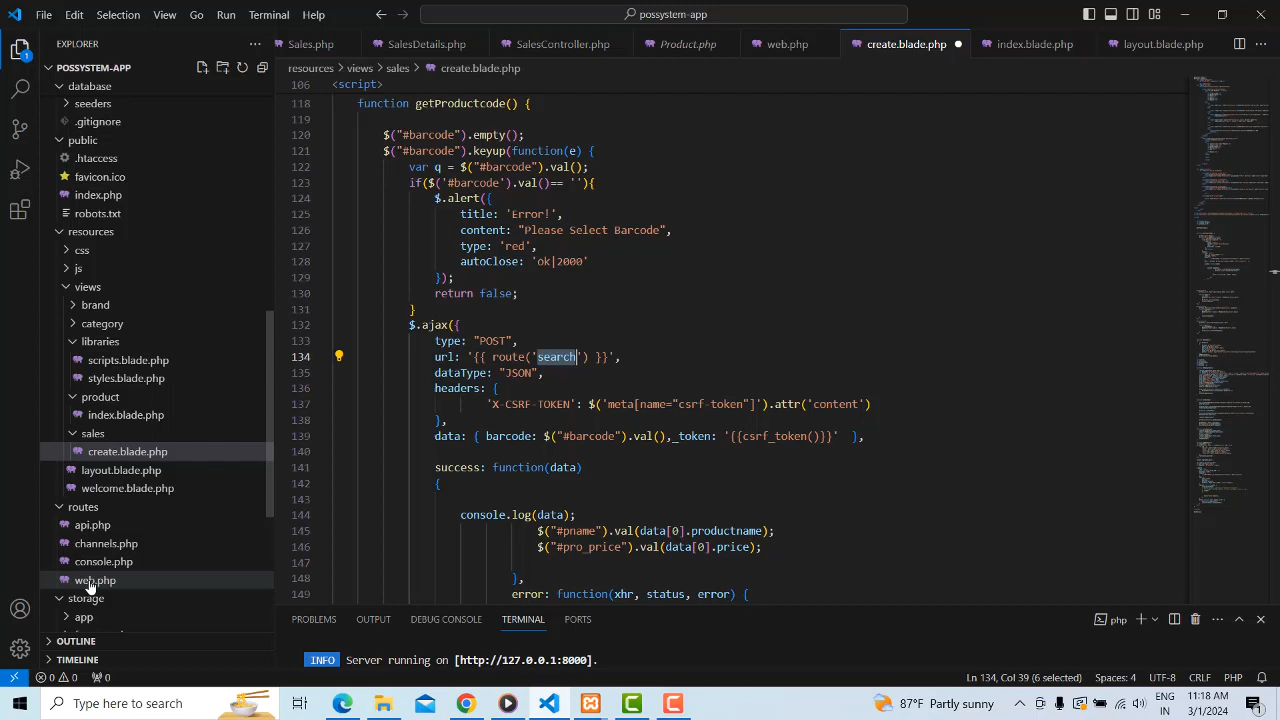 File Edit Selection View Go Run Terminal Help possystem-app
EXPLORER
Sales.php SalesDetails.php SalesController.php Product.php web.php create.blade.php index.blade.php layout.blade.php
POSSYSTEM-APP
resources > views > sales > create.blade.php
database
seeders
.gitignore
public
.htaccess
favicon.ico
index.php
robots.txt
resources
css
js
views
brand
category
scripts.blade.php
styles.blade.php
index.blade.php
sales
create.blade.php
layout.blade.php
welcome.blade.php
api.php
channels.php
console.php
web.php
storage
app
OUTLINE
TIMELINE
106 <script>
118 function getProductcode() {
119
120 $("#barcode").empty();
121 $("#barcode").keyup(function(e) {
122 var q = $("#barcode").val();
123 if($("#barcode").val() == ''){
124 $.alert({
125 title: 'Error!',
126 content: "Please Select Barcode",
127 type: 'red',
128 autoClose: 'ok|2000'
129 });
130 return false;
131 }
132 $.ajax({
133 type: "POST",
134 url: '{{ route('search') }}',
135 dataType: "JSON",
136 headers: {
137 'X-CSRF-TOKEN': $('meta[name="csrf-token"]').attr('content')
138 },
139 data: { barcode: $("#barcode").val(),_token: '{{csrf_token()}}' },
140
141 success: function(data)
142 {
143
144 console.log(data);
145 $("#pname").val(data[0].productname);
146 $("#pro_price").val(data[0].price);
147
148 },
149 error: function(xhr, status, error) {
PROBLEMS OUTPUT DEBUG CONSOLE TERMINAL PORTS
php
INFO Server running on [http://127.0.0.1:8000].
0 0 0 Ln 134, Col 39 (6 selected) Spaces: 4 UTF-8 CRLF PHP
Type here to search
87°F
ENG
IN
11:18 AM
3/1/2024